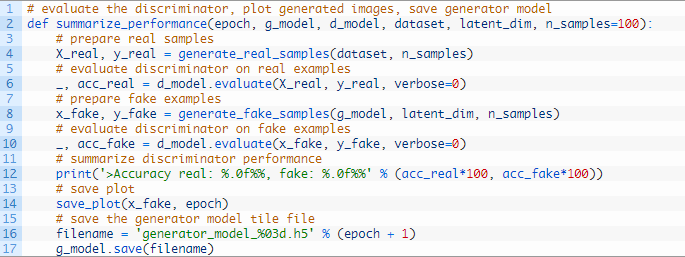 1 # evaluate the discriminator, plot generated images, save generator model
2 def summarize_performance(epoch, g_model, d_model, dataset, latent_dim, n_samples=100):
3     # prepare real samples
4     X_real, y_real = generate_real_samples(dataset, n_samples)
5     # evaluate discriminator on real examples
6     _, acc_real = d_model.evaluate(X_real, y_real, verbose=0)
7     # prepare fake examples
8     x_fake, y_fake = generate_fake_samples(g_model, latent_dim, n_samples)
9     # evaluate discriminator on fake examples
10     _, acc_fake = d_model.evaluate(x_fake, y_fake, verbose=0)
11     # summarize discriminator performance
12     print('>Accuracy real: %.0f%%, fake: %.0f%%' % (acc_real*100, acc_fake*100))
13     # save plot
14     save_plot(x_fake, epoch)
15     # save the generator model tile file
16     filename = 'generator_model_%03d.h5' % (epoch + 1)
17     g_model.save(filename)